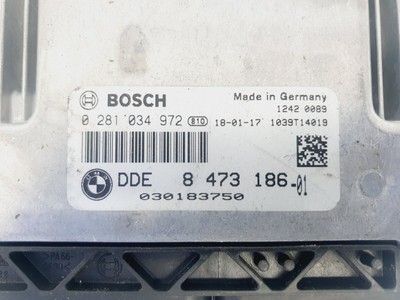 BOSCH
Made in Germany
1242 0089
0 281 034 972 810 18-01-17 1039T14019
DDE 8 473 186-01
030183750